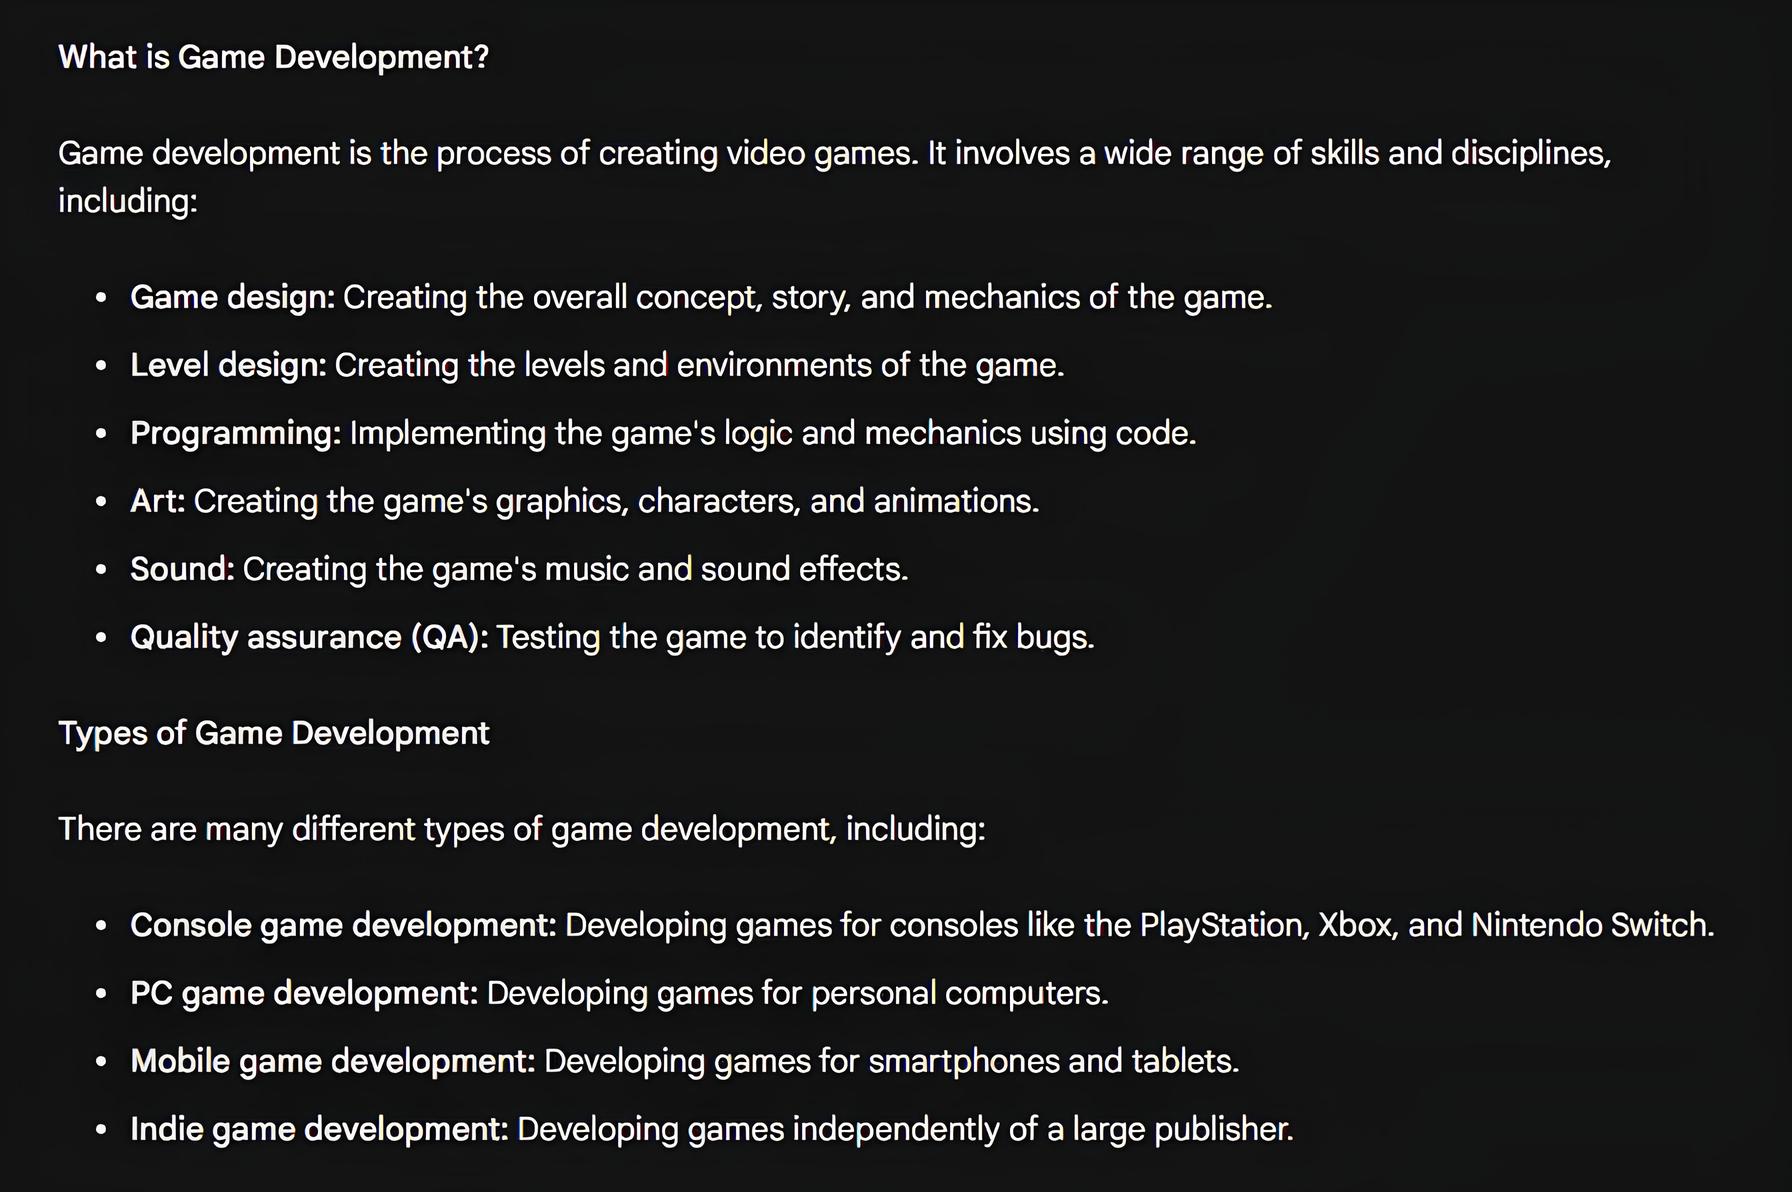 What is Game Development?
Game development is the process of creating video games. It involves a wide range of skills and disciplines,
including:
• Game design: Creating the overall concept, story, and mechanics of the game.
• Level design: Creating the levels and environments of the game.
• Programming: Implementing the game's logic and mechanics using code.
• Art: Creating the game's graphics, characters, and animations.
• Sound: Creating the game's music and sound effects.
• Quality assurance (QA): Testing the game to identify and fix bugs.
Types of Game Development
There are many different types of game development, including:
• Console game development: Developing games for consoles like the PlayStation, Xbox, and Nintendo Switch.
• PC game development: Developing games for personal computers.
• Mobile game development: Developing games for smartphones and tablets.
• Indie game development: Developing games independently of a large publisher.